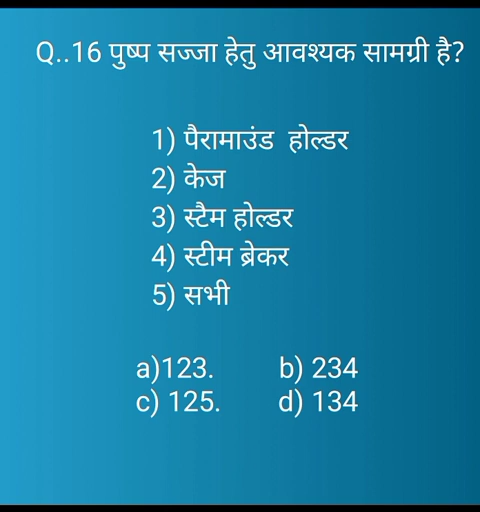 Q..16 पुष्प सज्जा हेतु आवश्यक सामग्री है?
1) पैरामाउंड होल्डर
2) केज
3) स्टैम होल्डर
4) स्टीम ब्रेकर
5) सभी
a)123. b) 234
c) 125. d) 134